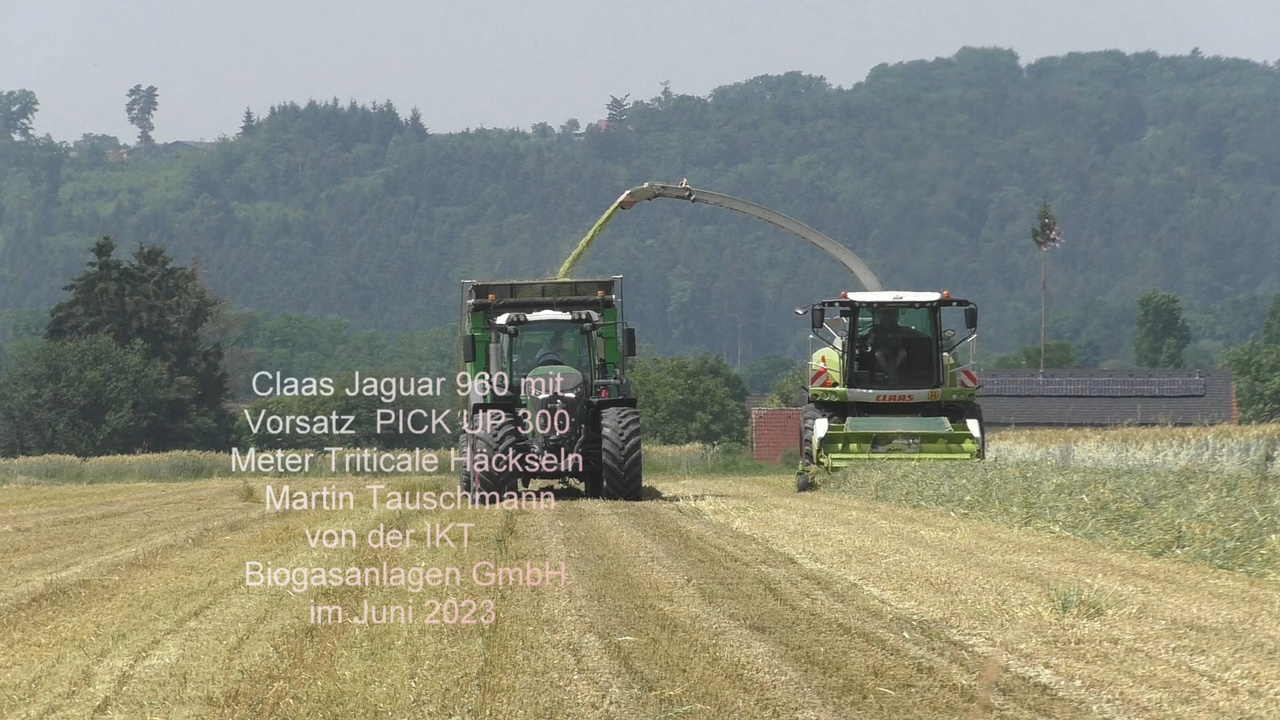 Claas Jaguar 960 mit
Vorsatz  PICK UP 300
Meter Triticale Häckseln
Martin Tauschmann
von der IKT
Biogasanlagen GmbH
im Juni 2023
CLAAS